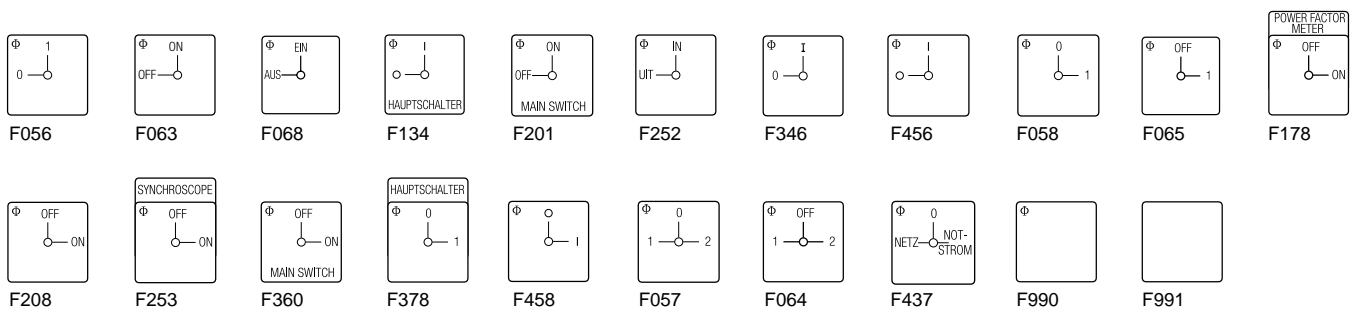 Φ 1
0
F056
Φ ON
OFF
F063
Φ EIN
AUS
F068
Φ I
O
HAUPTSCHALTER
F134
Φ ON
OFF
MAIN SWITCH
F201
Φ IN
UIT
F252
Φ I
0
F346
Φ I
O
F456
Φ 0
1
F058
Φ OFF
1
F065
POWER FACTOR
METER
Φ OFF
ON
F178
Φ OFF
ON
F208
SYNCHROSCOPE
Φ OFF
ON
F253
Φ OFF
ON
MAIN SWITCH
F360
HAUPTSCHALTER
Φ 0
1
F378
Φ O
I
F458
Φ 0
1 2
F057
Φ OFF
1 2
F064
Φ 0
NETZ NOT-
STROM
F437
Φ
F990
F991